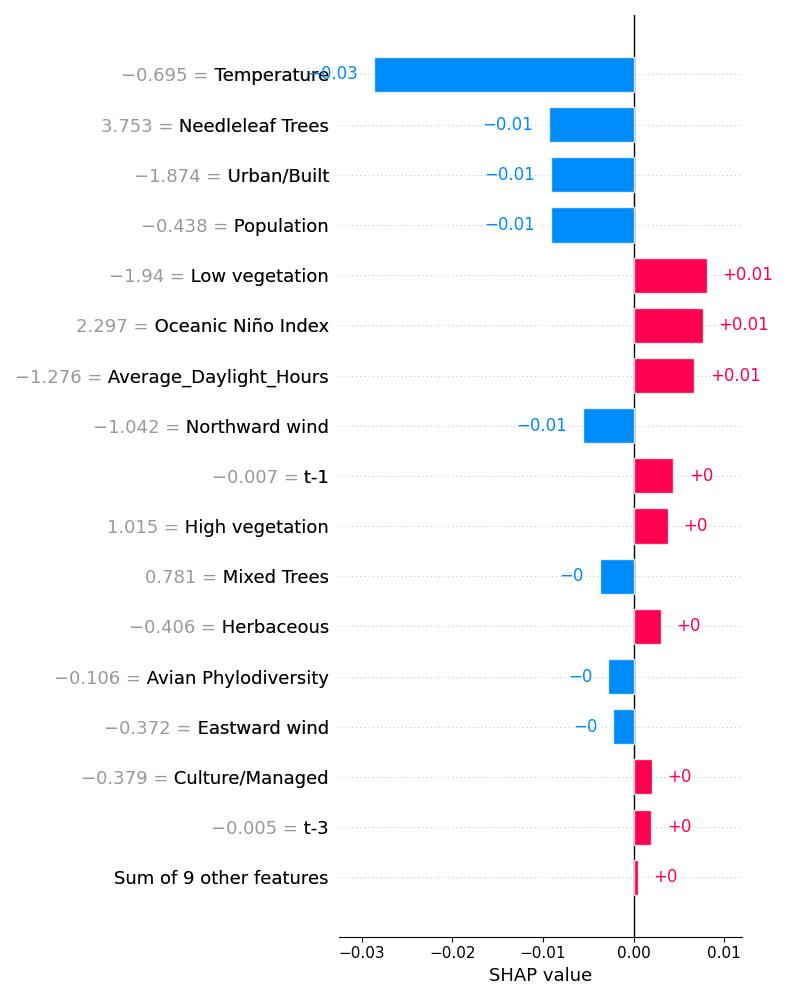 −0.695 = Temperature −0.03
3.753 = Needleleaf Trees −0.01
−1.874 = Urban/Built −0.01
−0.438 = Population −0.01
−1.94 = Low vegetation +0.01
2.297 = Oceanic Niño Index +0.01
−1.276 = Average_Daylight_Hours +0.01
−1.042 = Northward wind −0.01
−0.007 = t-1 +0
1.015 = High vegetation +0
0.781 = Mixed Trees −0
−0.406 = Herbaceous +0
−0.106 = Avian Phylodiversity −0
−0.372 = Eastward wind −0
−0.379 = Culture/Managed +0
−0.005 = t-3 +0
Sum of 9 other features +0
−0.03 −0.02 −0.01 0.00 0.01
SHAP value